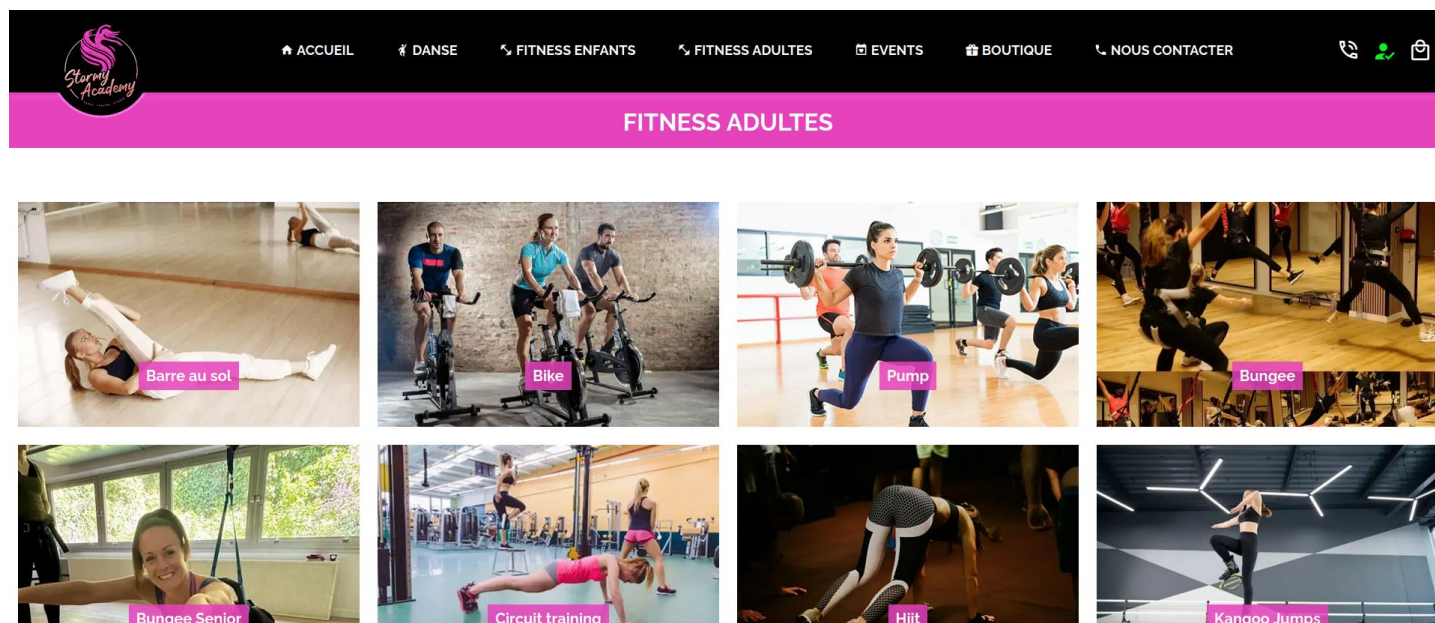 Stormy
Academy
ACCUEIL
DANSE
FITNESS ENFANTS
FITNESS ADULTES
EVENTS
BOUTIQUE
NOUS CONTACTER
FITNESS ADULTES
Barre au sol
Bike
Pump
Bungee
Bungee Senior
Circuit training
Hiit
Kangoo Jumps